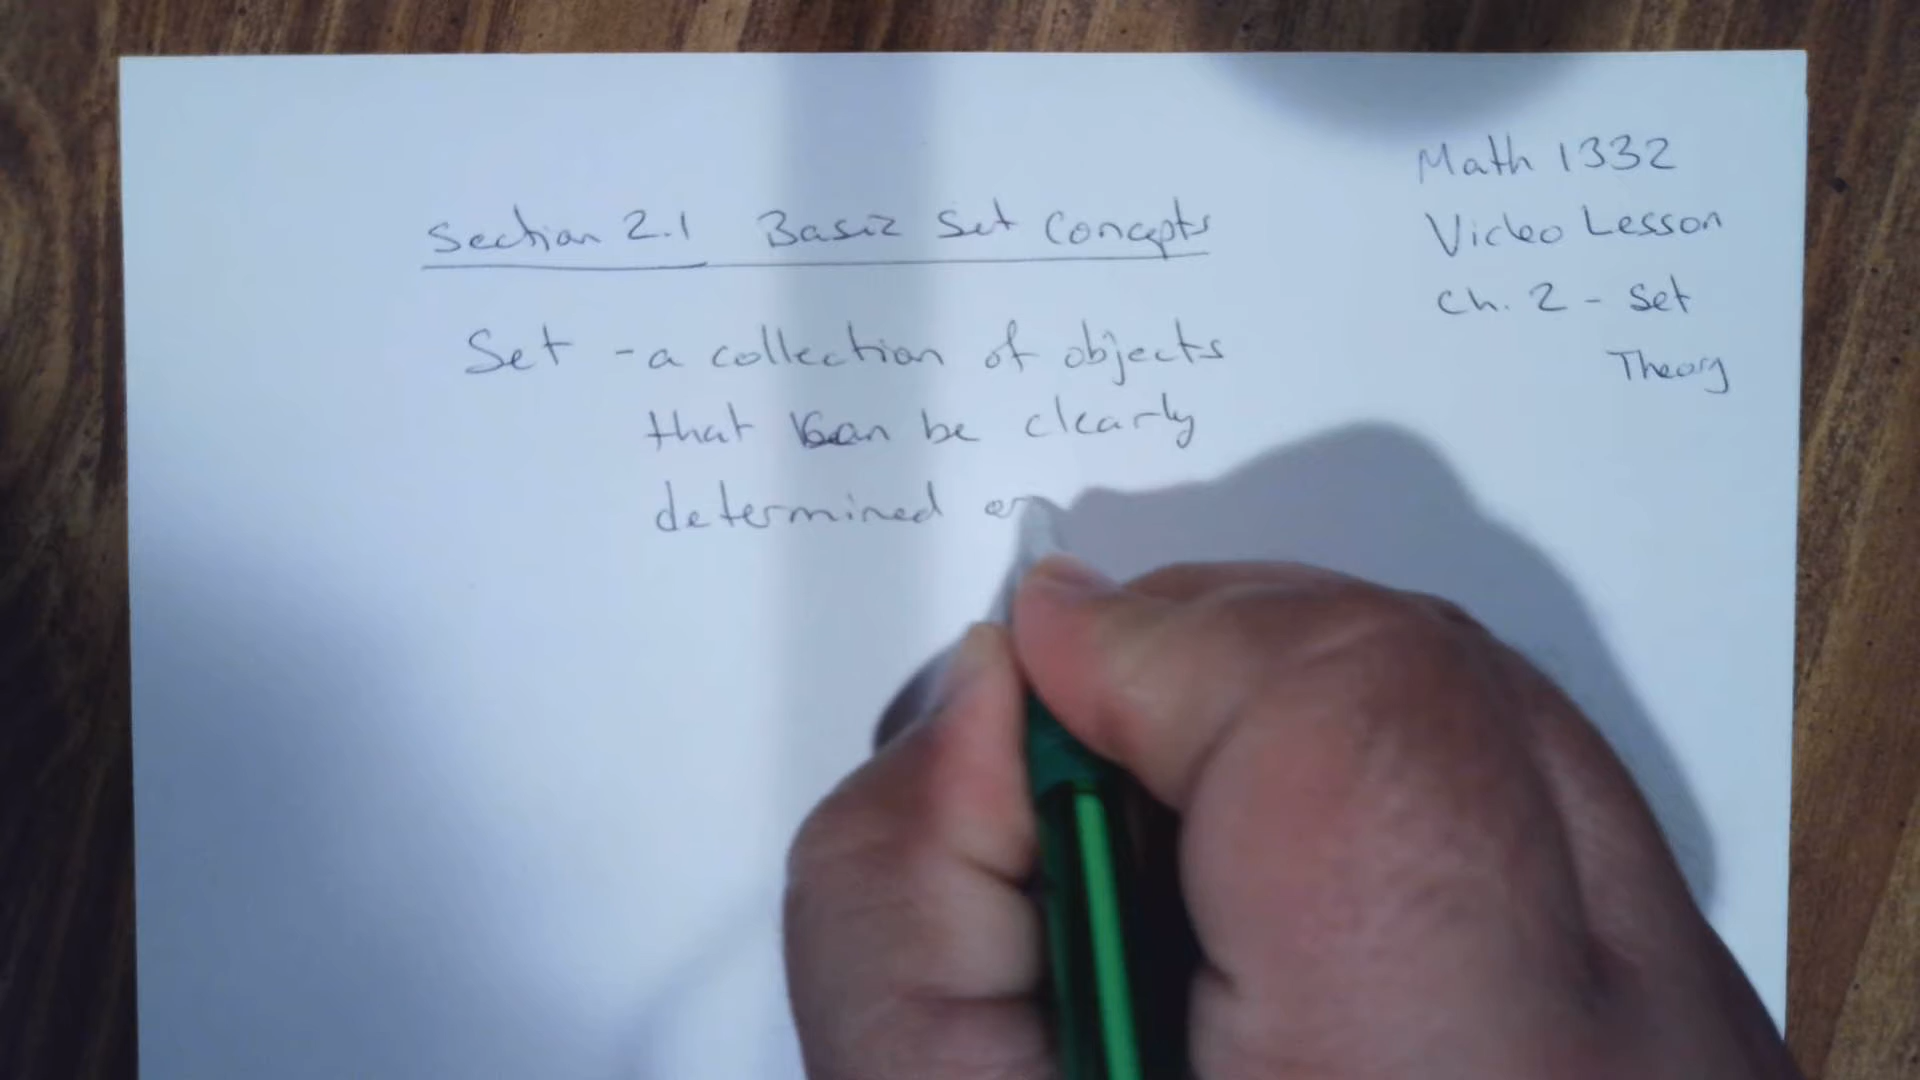 Math 1332
Video Lesson
Ch. 2 - Set
Theory
Section 2.1 Basic Set Concepts
Set - a collection of objects
that can be clearly
determined